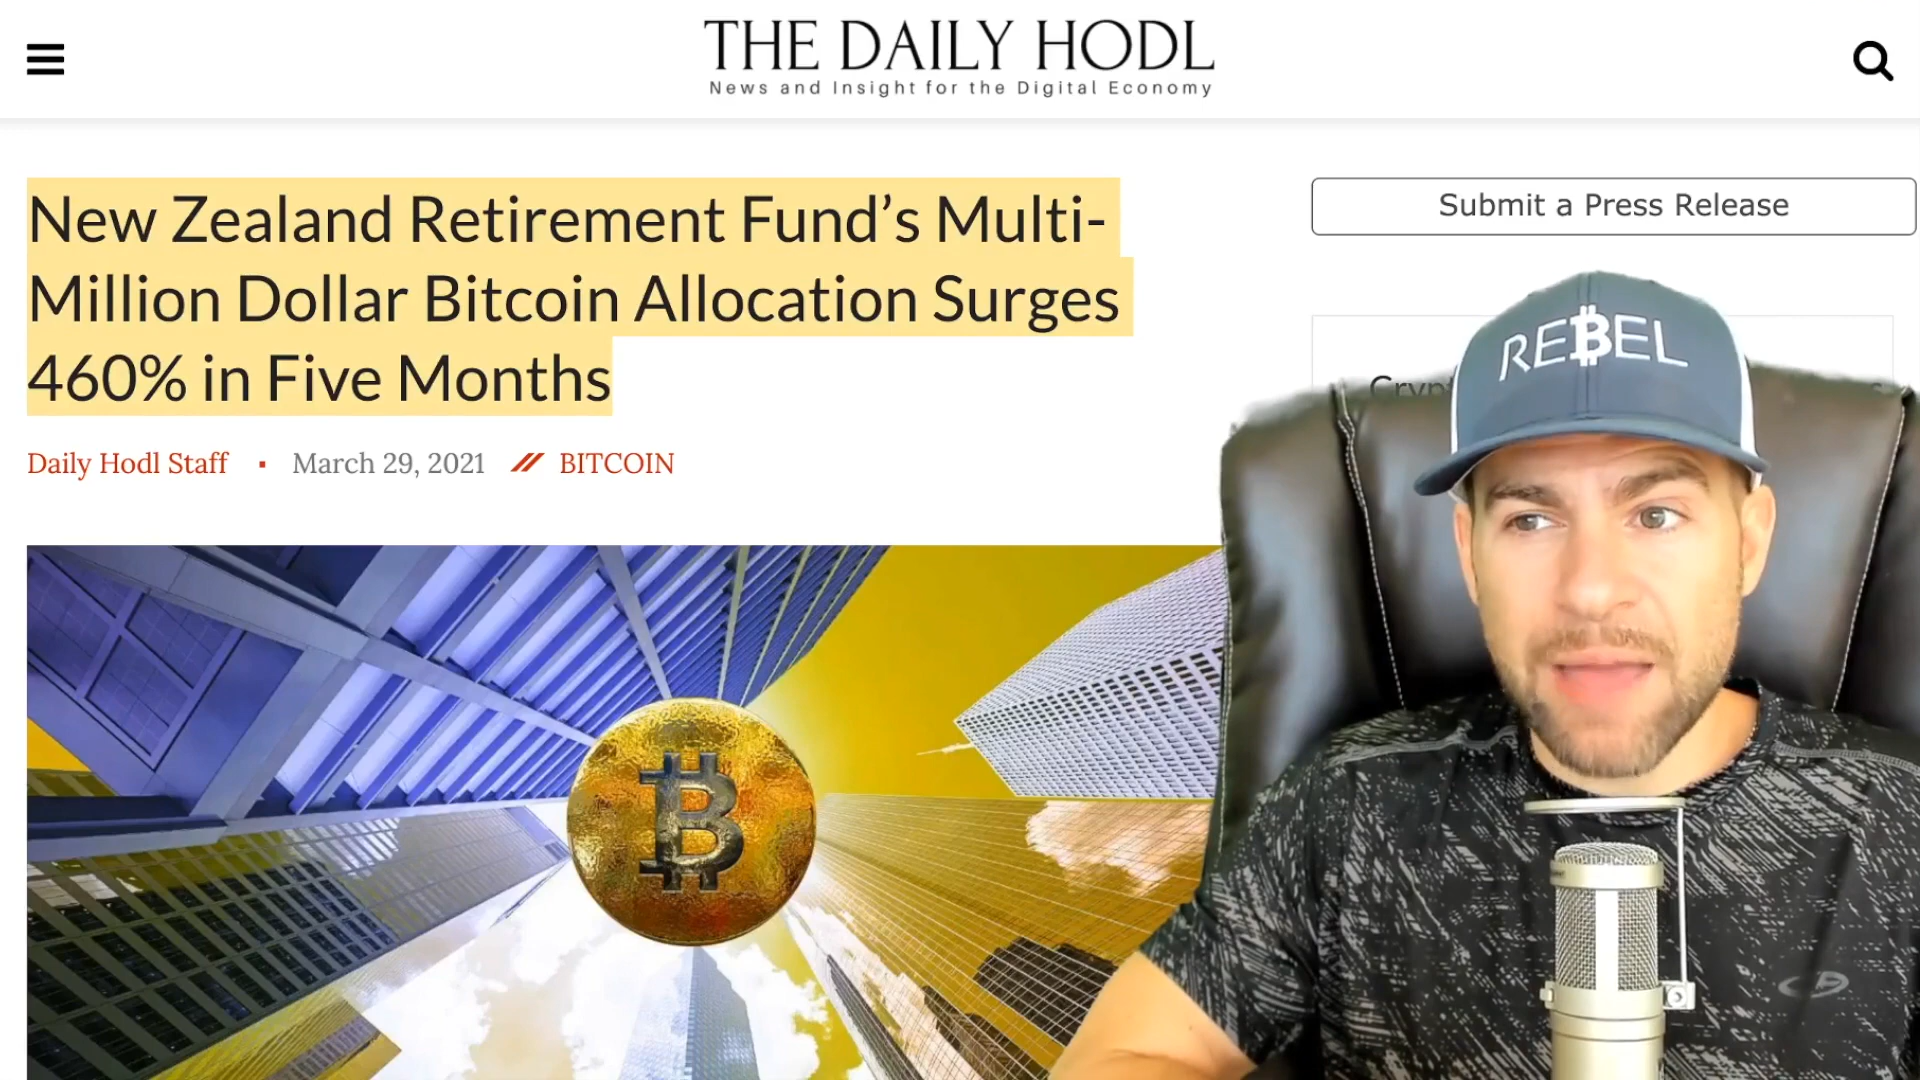 THE DAILY HODL
News and Insight for the Digital Economy
New Zealand Retirement Fund’s Multi-
Million Dollar Bitcoin Allocation Surges
460% in Five Months
Daily Hodl Staff ▪ March 29, 2021 // BITCOIN
Submit a Press Release
REBEL